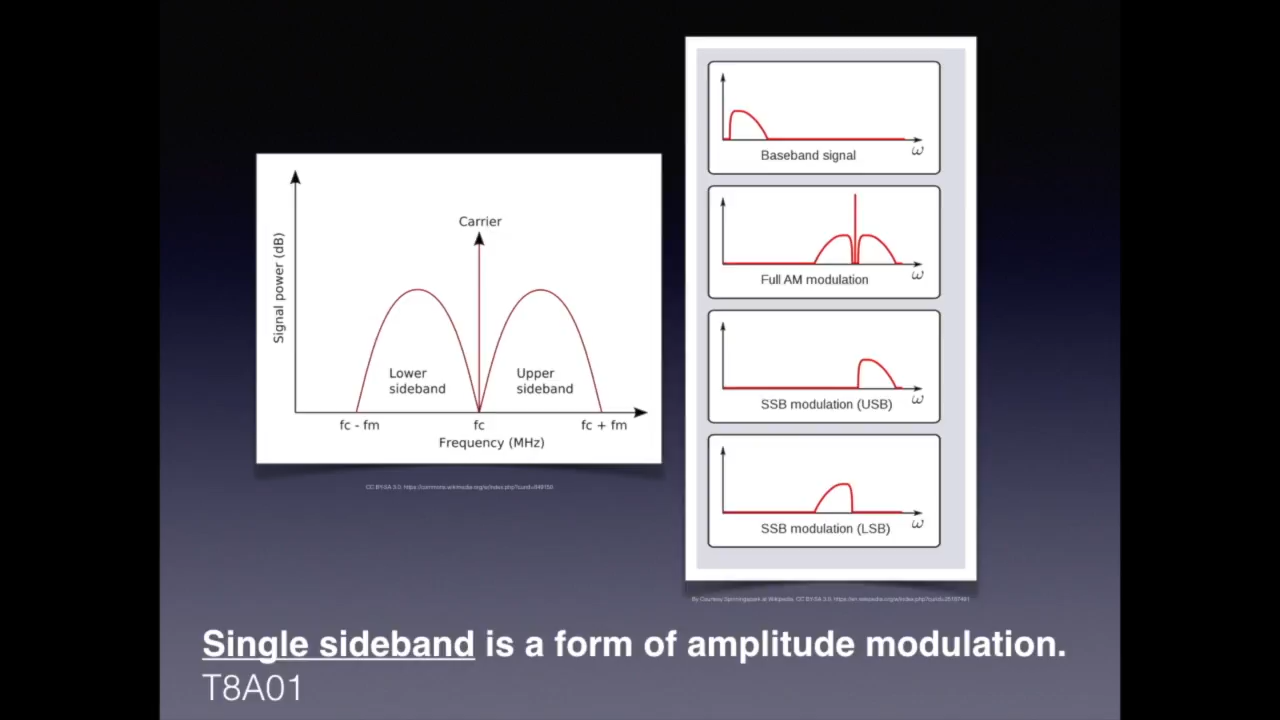 Carrier
Signal power (dB)
Lower
sideband
Upper
sideband
fc - fm
fc
fc + fm
Frequency (MHz)
Baseband signal
ω
Full AM modulation
ω
SSB modulation (USB)
ω
SSB modulation (LSB)
ω
Single sideband is a form of amplitude modulation.
T8A01